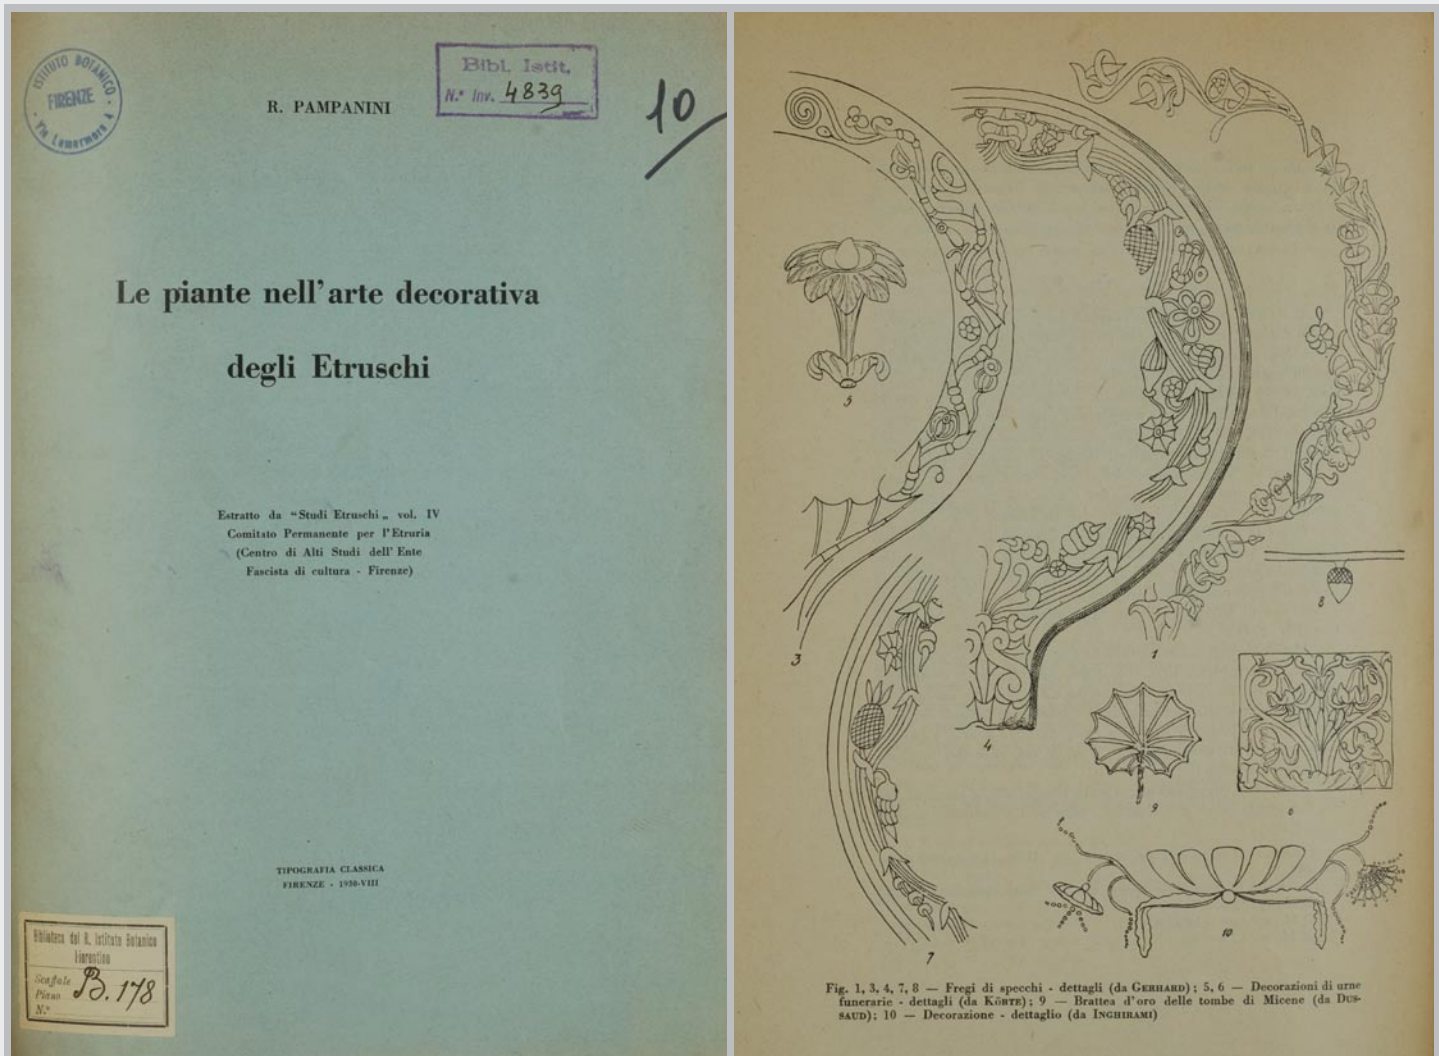 ISTITUTO BOTANICO
FIRENZE
Via Lamarmora 4
Bibl. Istit.
N.° Inv. 4839
10
R. PAMPANINI
Le piante nell'arte decorativa
degli Etruschi
Estratto da "Studi Etruschi„ vol. IV
Comitato Permanente per l'Etruria
(Centro di Alti Studi dell' Ente
Fascista di cultura - Firenze)
TIPOGRAFIA CLASSICA
FIRENZE - 1930-VIII
Biblioteca del R. Istituto Botanico
Fiorentino
Scaffale
Piano B. 178
N.°
5
3
4
1
8
9
6
7
10
Fig. 1, 3, 4, 7, 8 — Fregi di specchi - dettagli (da GERHARD); 5, 6 — Decorazioni di urne
funerarie - dettagli (da KÖRTE); 9 — Brattea d'oro delle tombe di Micene (da DUS-
SAUD); 10 — Decorazione - dettaglio (da INGHIRAMI)